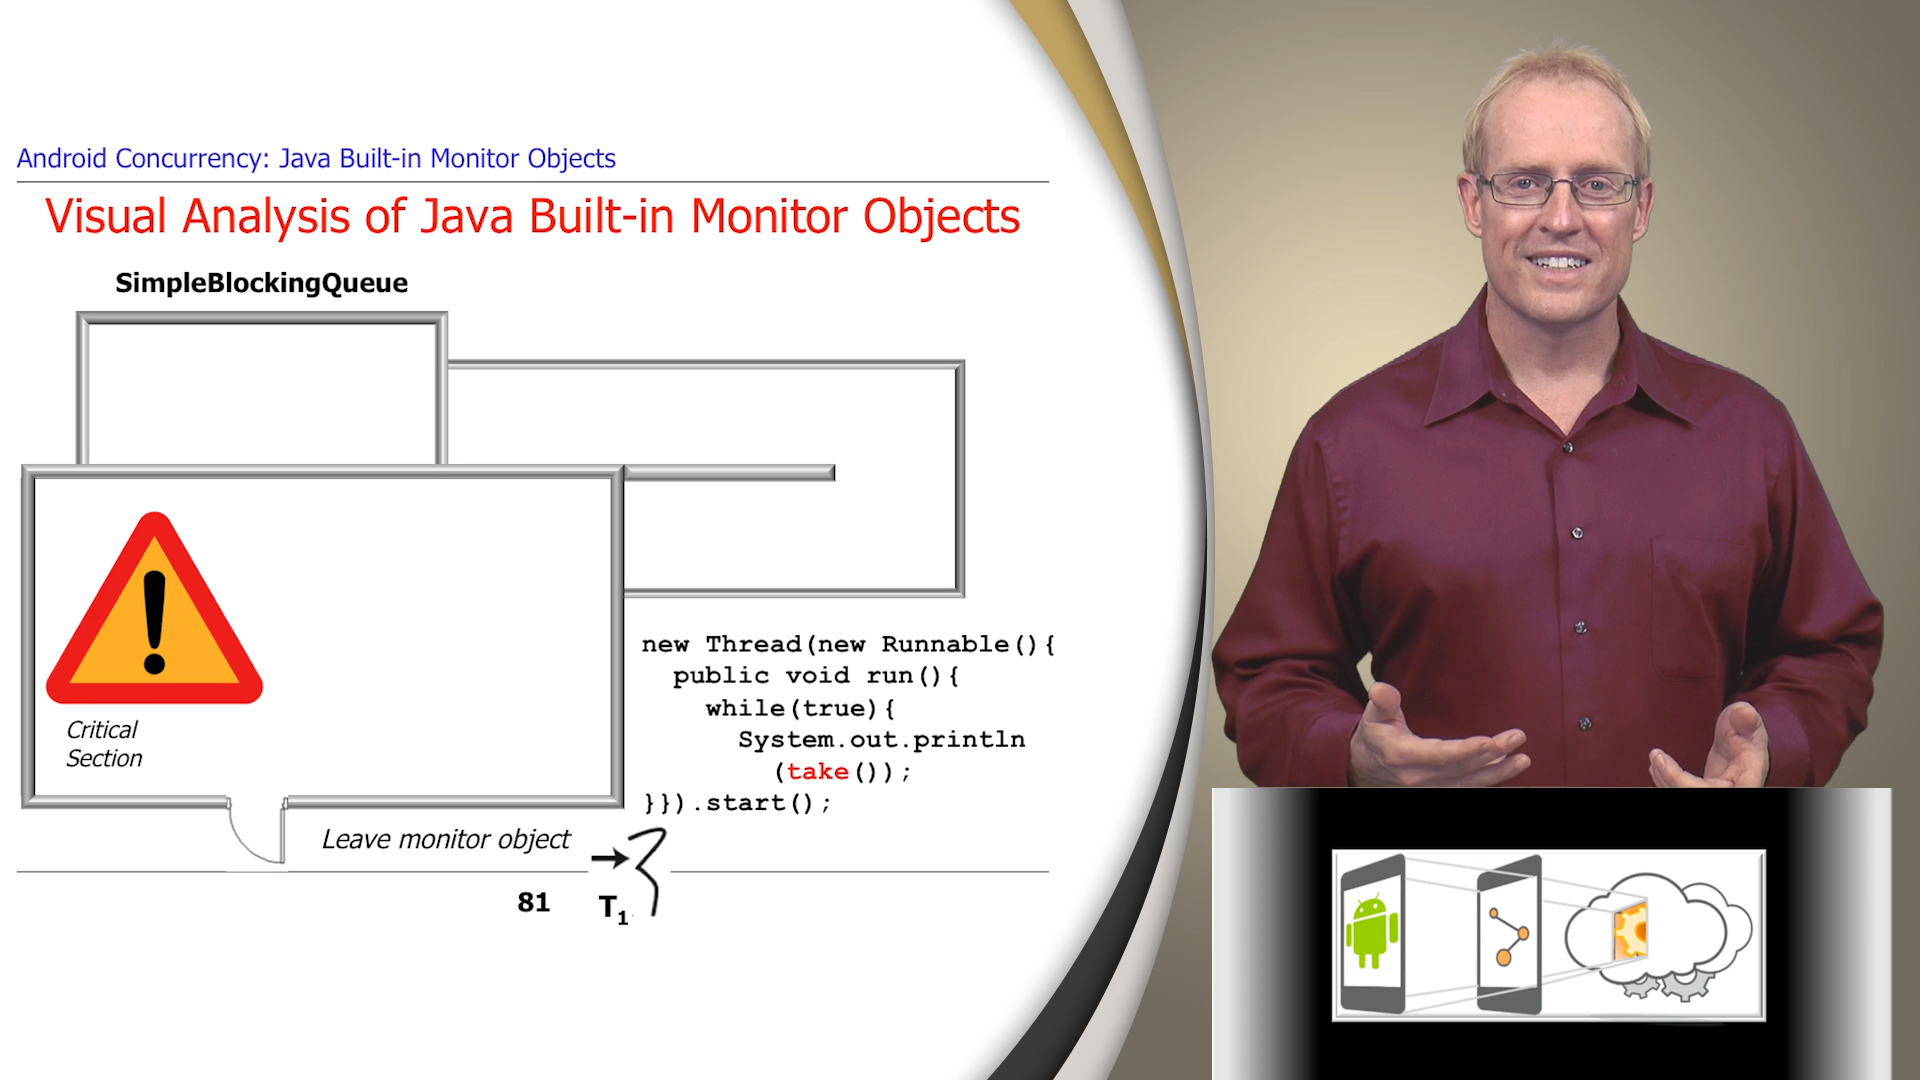 Android Concurrency: Java Built-in Monitor Objects
Visual Analysis of Java Built-in Monitor Objects
SimpleBlockingQueue
Critical
Section
new Thread(new Runnable(){
public void run(){
while(true){
System.out.println
(take());
}}).start();
Leave monitor object
81
T1